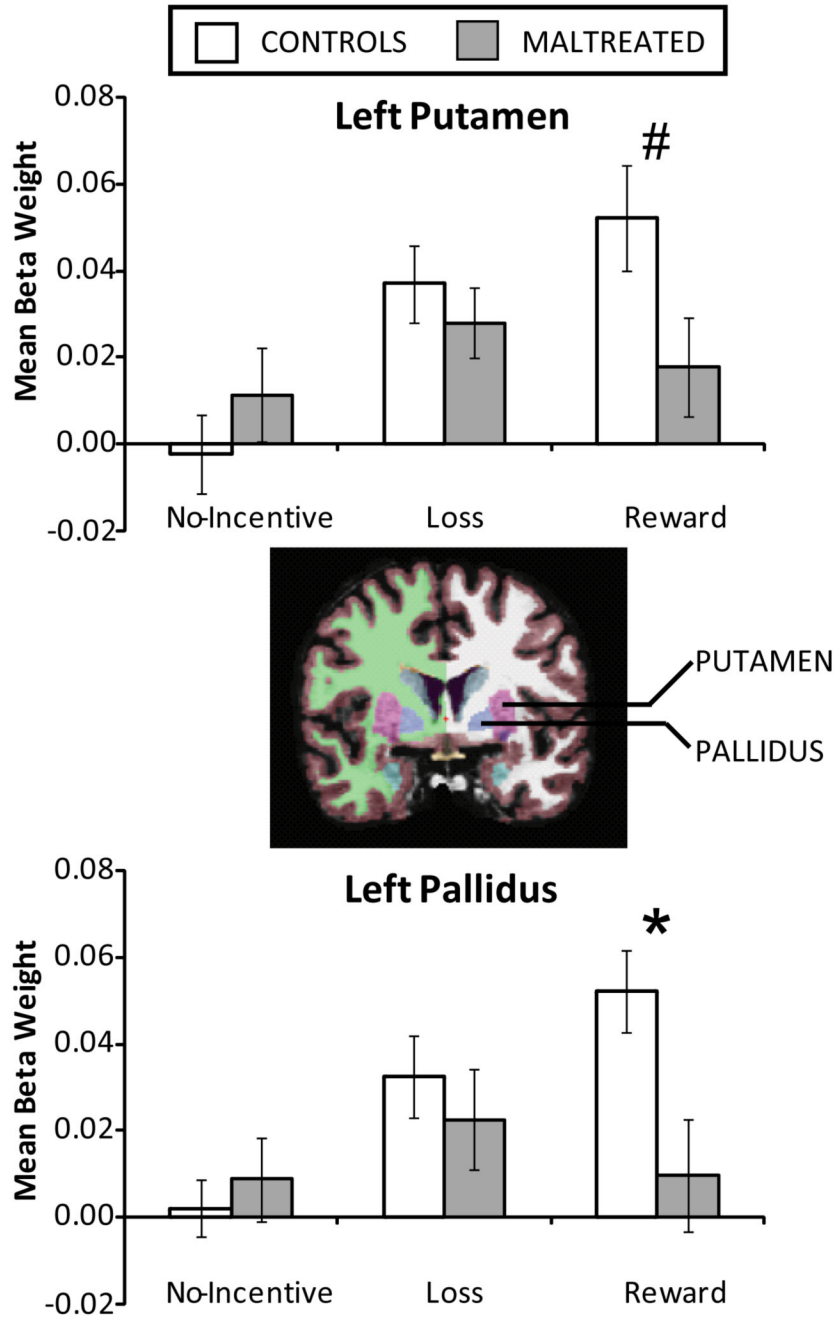 CONTROLS MALTREATED
Left Putamen
#
Mean Beta Weight
0.08
0.06
0.04
0.02
0.00
-0.02
No-Incentive Loss Reward
PUTAMEN
PALLIDUS
Left Pallidus
*
Mean Beta Weight
0.08
0.06
0.04
0.02
0.00
-0.02
No-Incentive Loss Reward